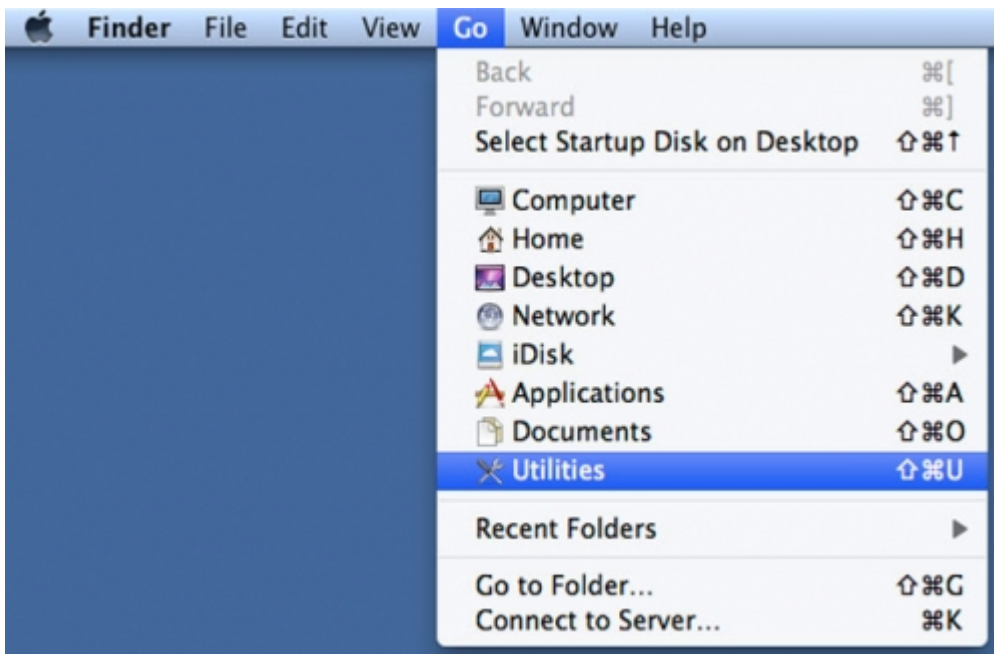 Finder File Edit View Go Window Help
Back ⌘[
Forward ⌘]
Select Startup Disk on Desktop ⇧⌘↑
Computer ⇧⌘C
Home ⇧⌘H
Desktop ⇧⌘D
Network ⇧⌘K
iDisk ▶
Applications ⇧⌘A
Documents ⇧⌘O
Utilities ⇧⌘U
Recent Folders ▶
Go to Folder... ⇧⌘G
Connect to Server... ⌘K